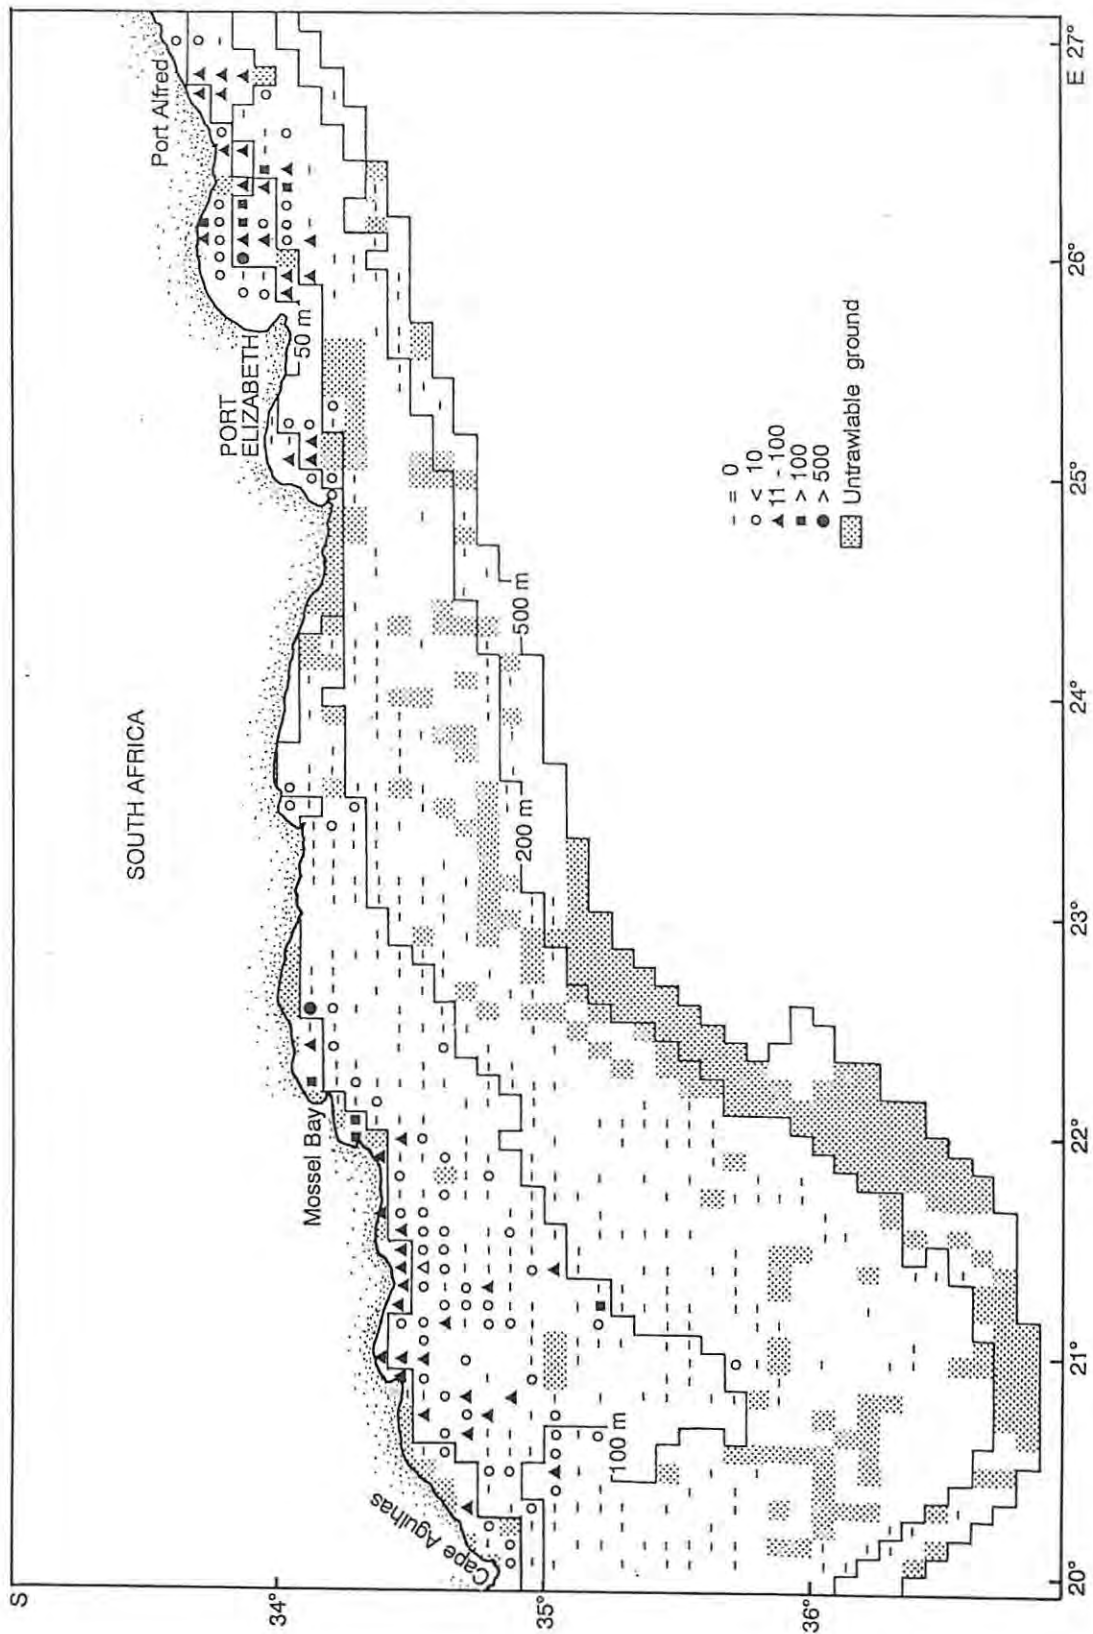 S
34°
35°
36°
SOUTH AFRICA
Port Alfred
PORT
ELIZABETH
Mossel Bay
Cape Agulhas
50 m
100 m
200 m
500 m
– = 0
○ < 10
▲ 11 - 100
■ > 100
● > 500
Untrawlable ground
20°
21°
22°
23°
24°
25°
26°
27°
E